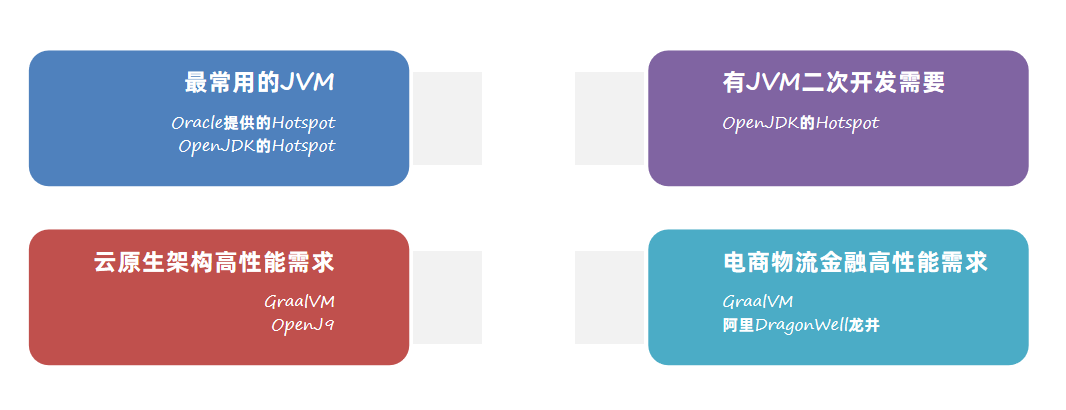 最常用的JVM
Oracle提供的Hotspot
OpenJDK的Hotspot
有JVM二次开发需要
OpenJDK的Hotspot
云原生架构高性能需求
GraalVM
OpenJ9
电商物流金融高性能需求
GraalVM
阿里DragonWell龙井